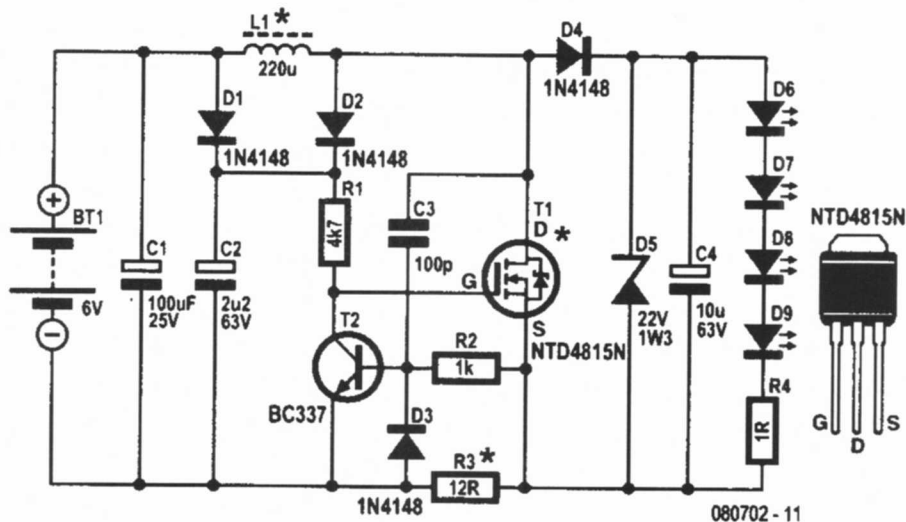 L1 *
220u
D4
1N4148
D1
1N4148
D2
1N4148
D6
D7
D8
D9
R1
4k7
C3
100p
T1
D *
G
S
NTD4815N
D5
22V
1W3
C4
10u
63V
NTD4815N
G
D
S
BT1
6V
C1
100uF
25V
C2
2u2
63V
T2
BC337
R2
1k
D3
1N4148
R3 *
12R
R4
1R
080702 - 11